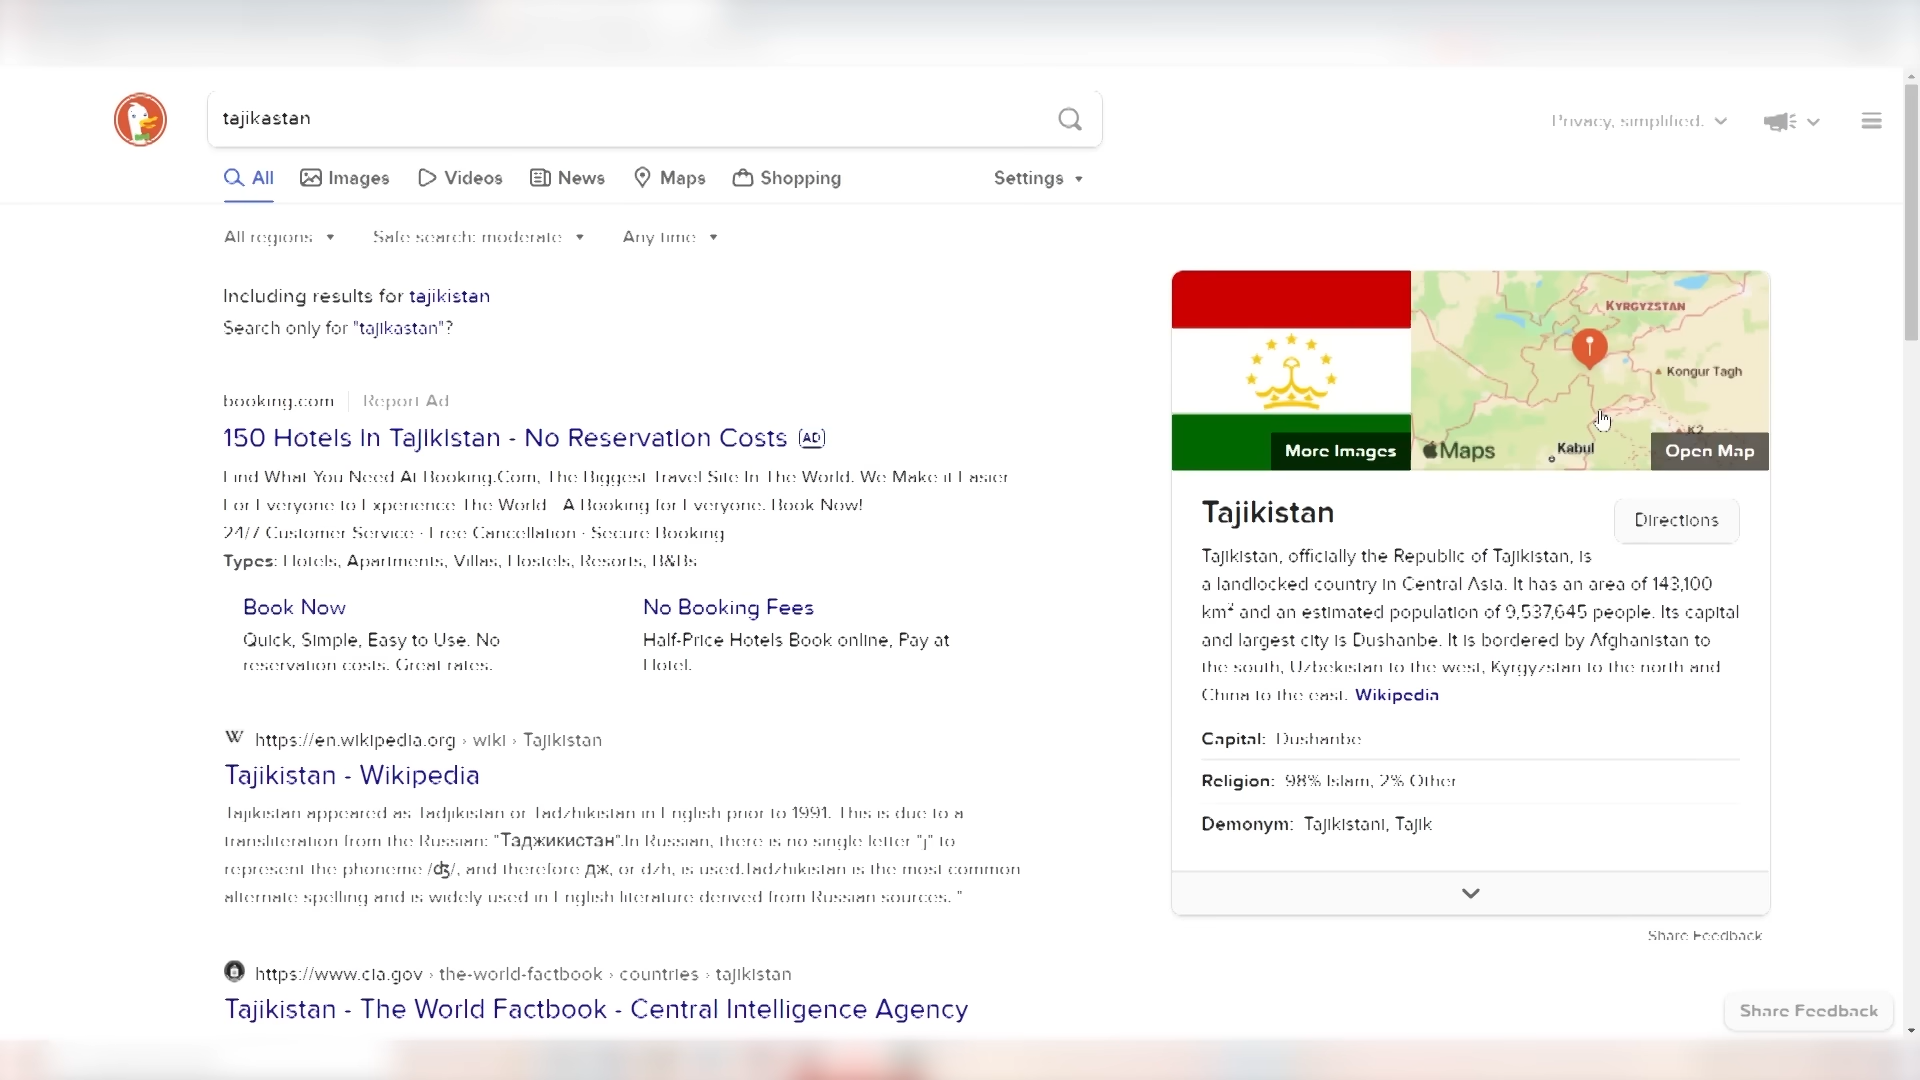 tajikastan
Privacy, simplified.
All Images Videos News Maps Shopping Settings
All regions Safe search: moderate Any time
Including results for tajikistan
Search only for "tajikastan"?
booking.com Report Ad
150 Hotels In Tajikistan - No Reservation Costs AD
Find What You Need At Booking.Com, The Biggest Travel Site In The World. We Make it Easier
For Everyone to Experience The World A Booking for Everyone. Book Now!
24/7 Customer Service · Free Cancellation · Secure Booking
Types: Hotels, Apartments, Villas, Hostels, Resorts, B&Bs
Book Now
Quick, Simple, Easy to Use. No
reservation costs. Great rates.
No Booking Fees
Half-Price Hotels Book online, Pay at
Hotel.
W https://en.wikipedia.org › wiki › Tajikistan
Tajikistan - Wikipedia
Tajikistan appeared as Tadjikistan or Tadzhikistan in English prior to 1991. This is due to a
transliteration from the Russian: "Таджикистан".In Russian, there is no single letter "j" to
represent the phoneme /ʤ/, and therefore дж, or dzh, is used.Tadzhikistan is the most common
alternate spelling and is widely used in English literature derived from Russian sources. "
https://www.cia.gov › the-world-factbook › countries › tajikistan
Tajikistan - The World Factbook - Central Intelligence Agency
KYRGYZSTAN
Kongur Tagh
K2
Kabul
Maps
More Images
Open Map
Tajikistan
Directions
Tajikistan, officially the Republic of Tajikistan, is
a landlocked country in Central Asia. It has an area of 143,100
km² and an estimated population of 9,537,645 people. Its capital
and largest city is Dushanbe. It is bordered by Afghanistan to
the south, Uzbekistan to the west, Kyrgyzstan to the north and
China to the east. Wikipedia
Capital: Dushanbe
Religion: 98% Islam, 2% Other
Demonym: Tajikistani, Tajik
Share Feedback
Share Feedback